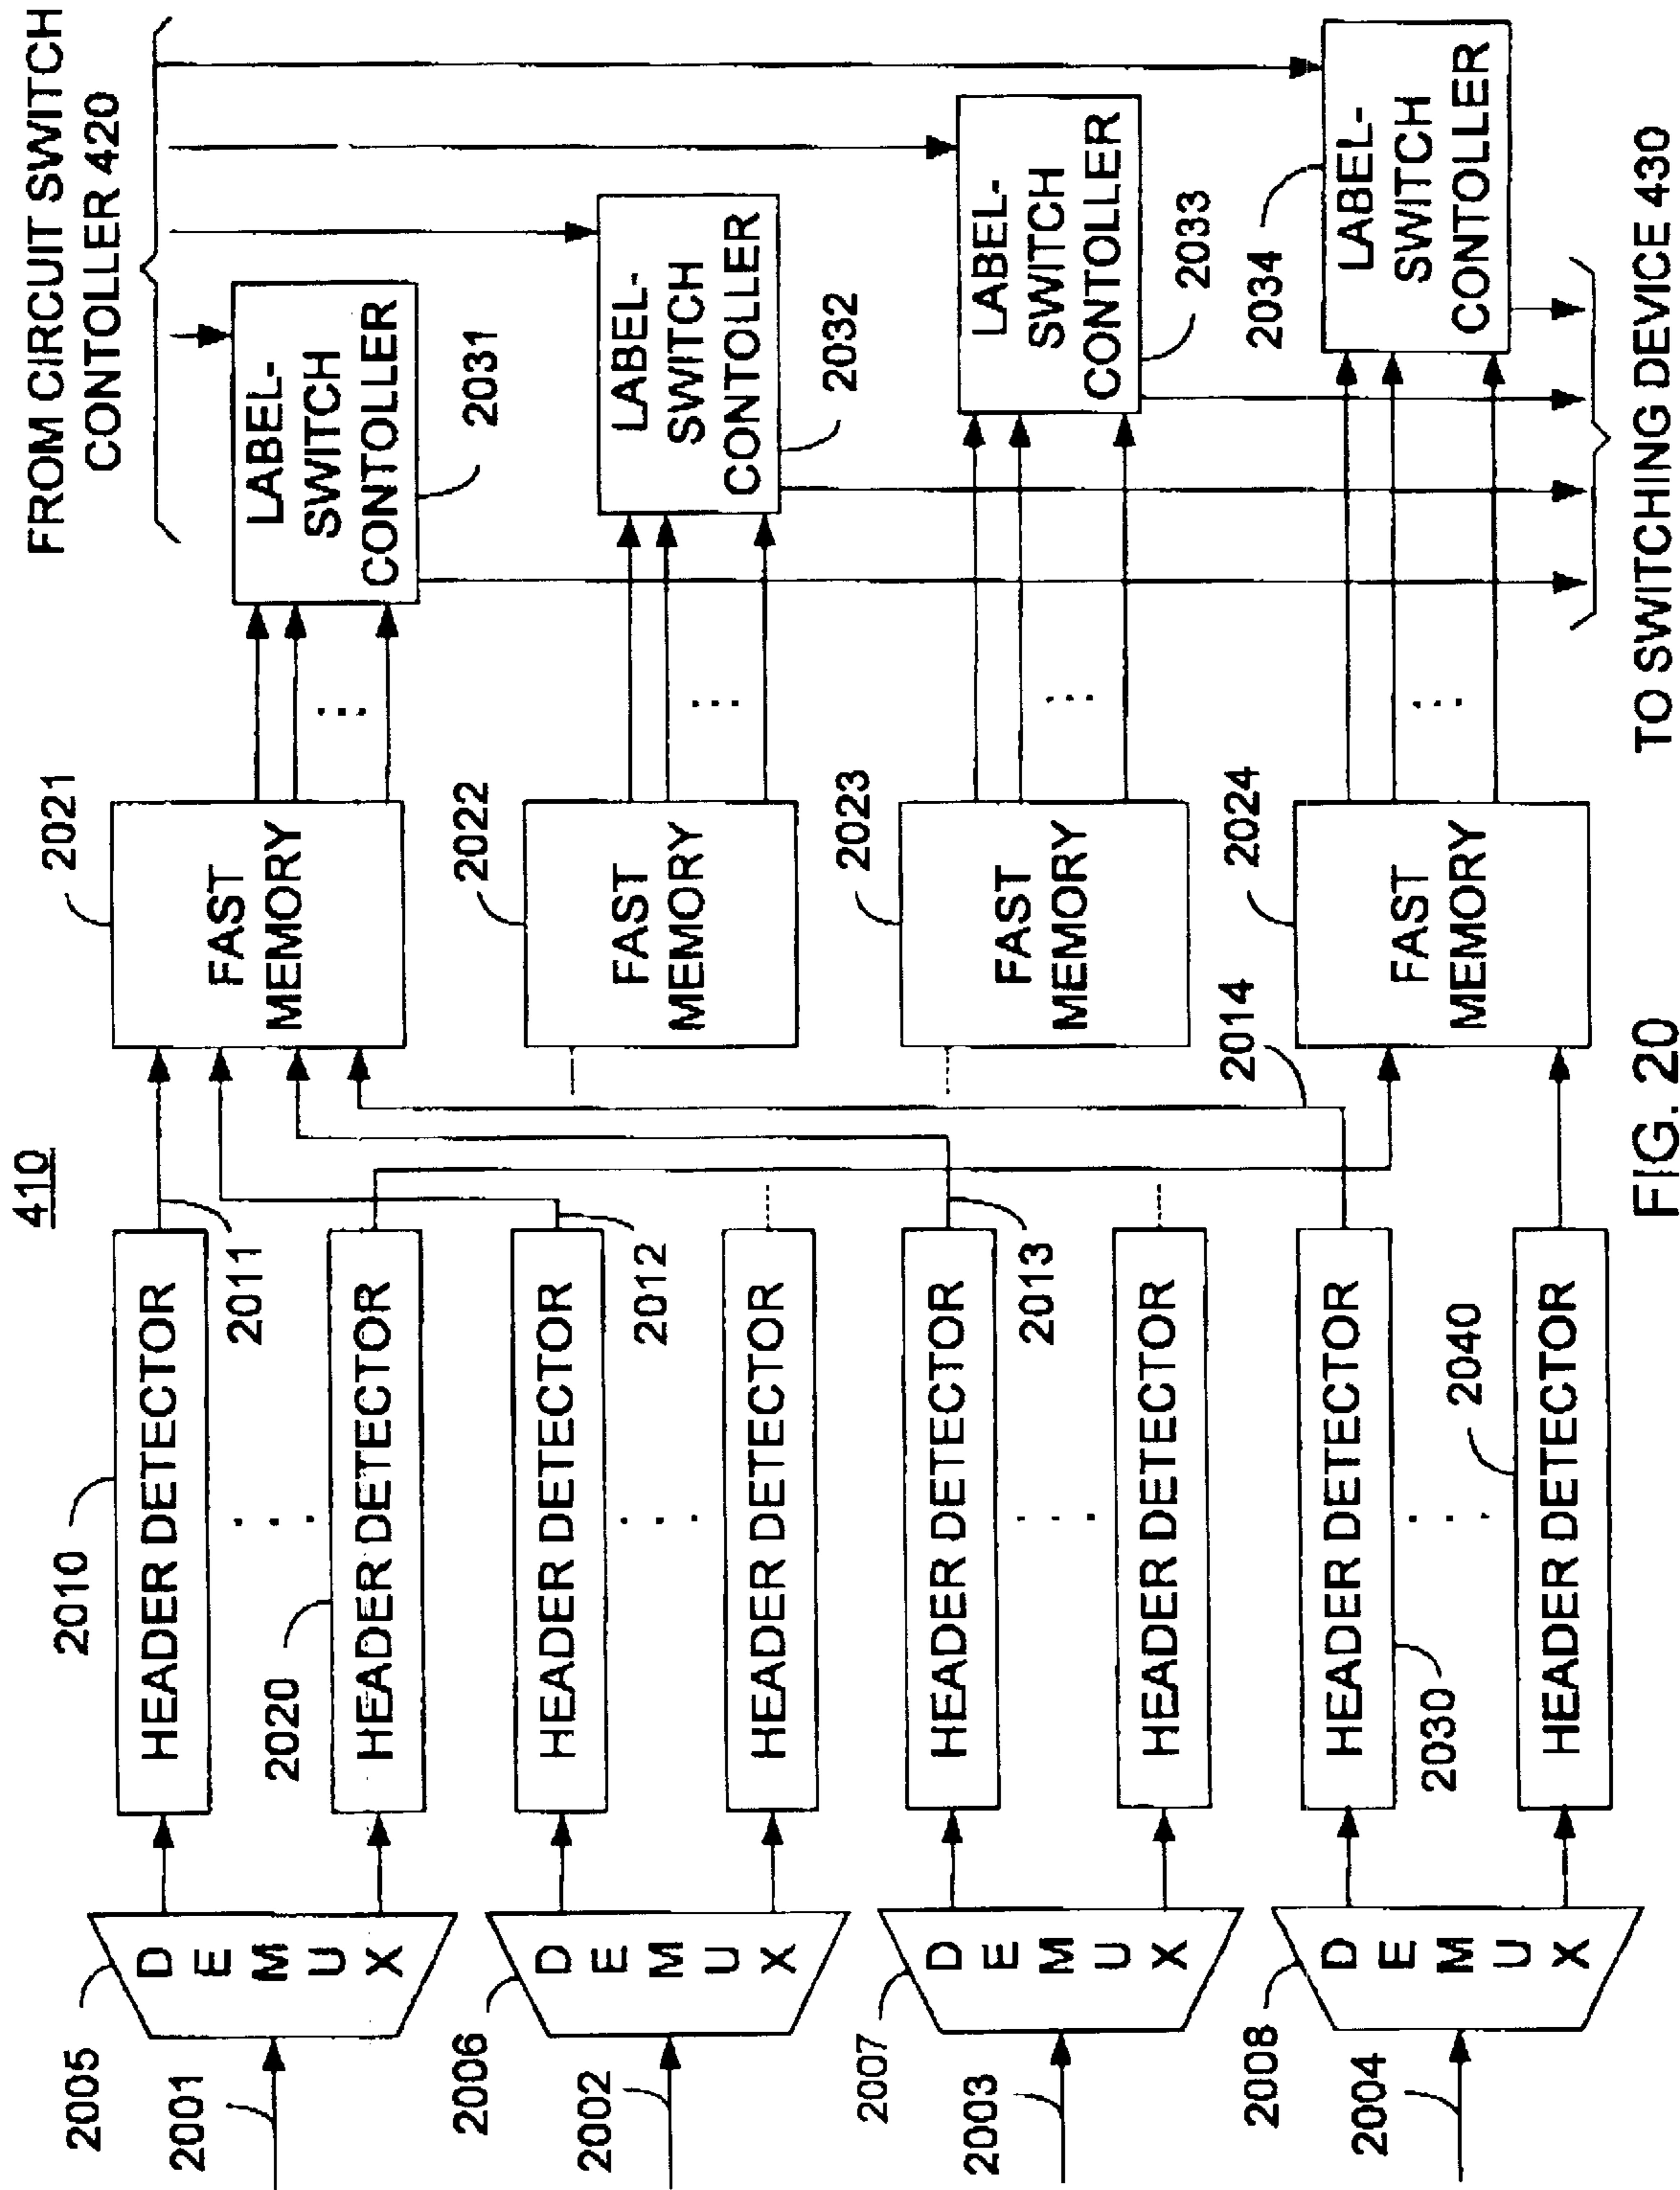 410
FROM CIRCUIT SWITCH
CONTOLLER 420
2005
2001
DEMUX
2010
HEADER DETECTOR
2011
2020
HEADER DETECTOR
2021
FAST
MEMORY
LABEL-
SWITCH
CONTOLLER
2031
2006
2002
DEMUX
HEADER DETECTOR
2012
HEADER DETECTOR
2022
FAST
MEMORY
LABEL-
SWITCH
CONTOLLER
2032
2007
2003
DEMUX
HEADER DETECTOR
2013
HEADER DETECTOR
2023
FAST
MEMORY
LABEL-
SWITCH
CONTOLLER
2033
2008
2004
DEMUX
HEADER DETECTOR
2030
2014
2040
HEADER DETECTOR
2024
FAST
MEMORY
2034
LABEL-
SWITCH
CONTOLLER
TO SWITCHING DEVICE 430
FIG. 20